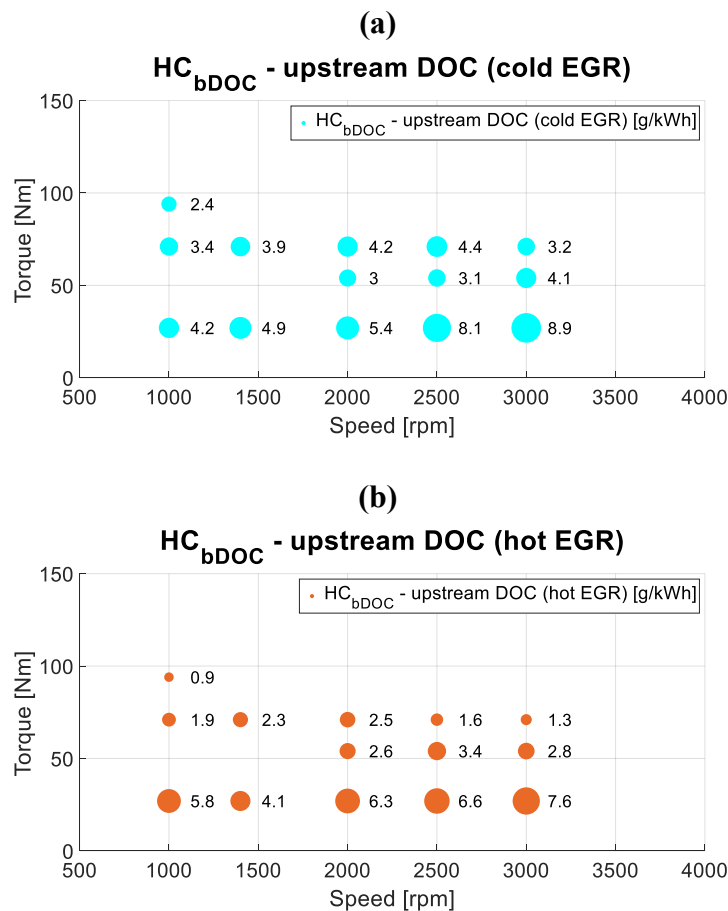 (a)
HC_bDOC - upstream DOC (cold EGR)
150
HC_bDOC - upstream DOC (cold EGR) [g/kWh]
100
2.4
3.4 3.9 4.2 4.4 3.2
3 3.1 4.1
50
4.2 4.9 5.4 8.1 8.9
0
Torque [Nm]
500 1000 1500 2000 2500 3000 3500 4000
Speed [rpm]
(b)
HC_bDOC - upstream DOC (hot EGR)
150
HC_bDOC - upstream DOC (hot EGR) [g/kWh]
100
0.9
1.9 2.3 2.5 1.6 1.3
2.6 3.4 2.8
50
5.8 4.1 6.3 6.6 7.6
0
Torque [Nm]
500 1000 1500 2000 2500 3000 3500 4000
Speed [rpm]